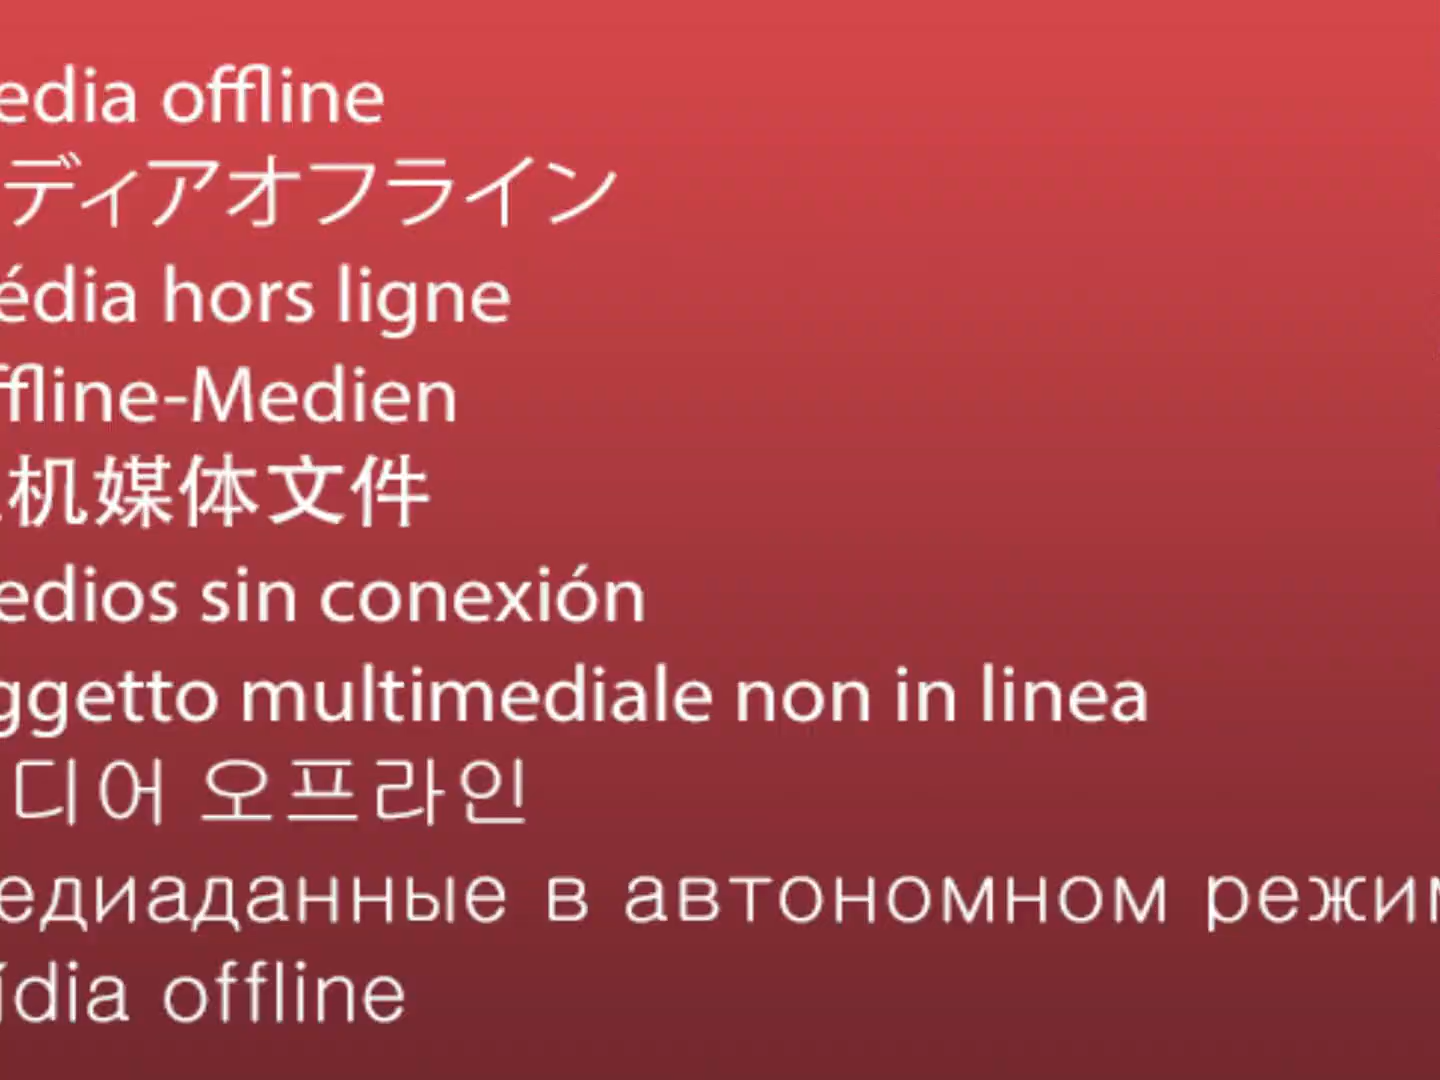 edia offline
ディアオフライン
édia hors ligne
ffline-Medien
机媒体文件
edios sin conexión
ggetto multimediale non in linea
디어 오프라인
едиаданные в автономном режим
ídia offline